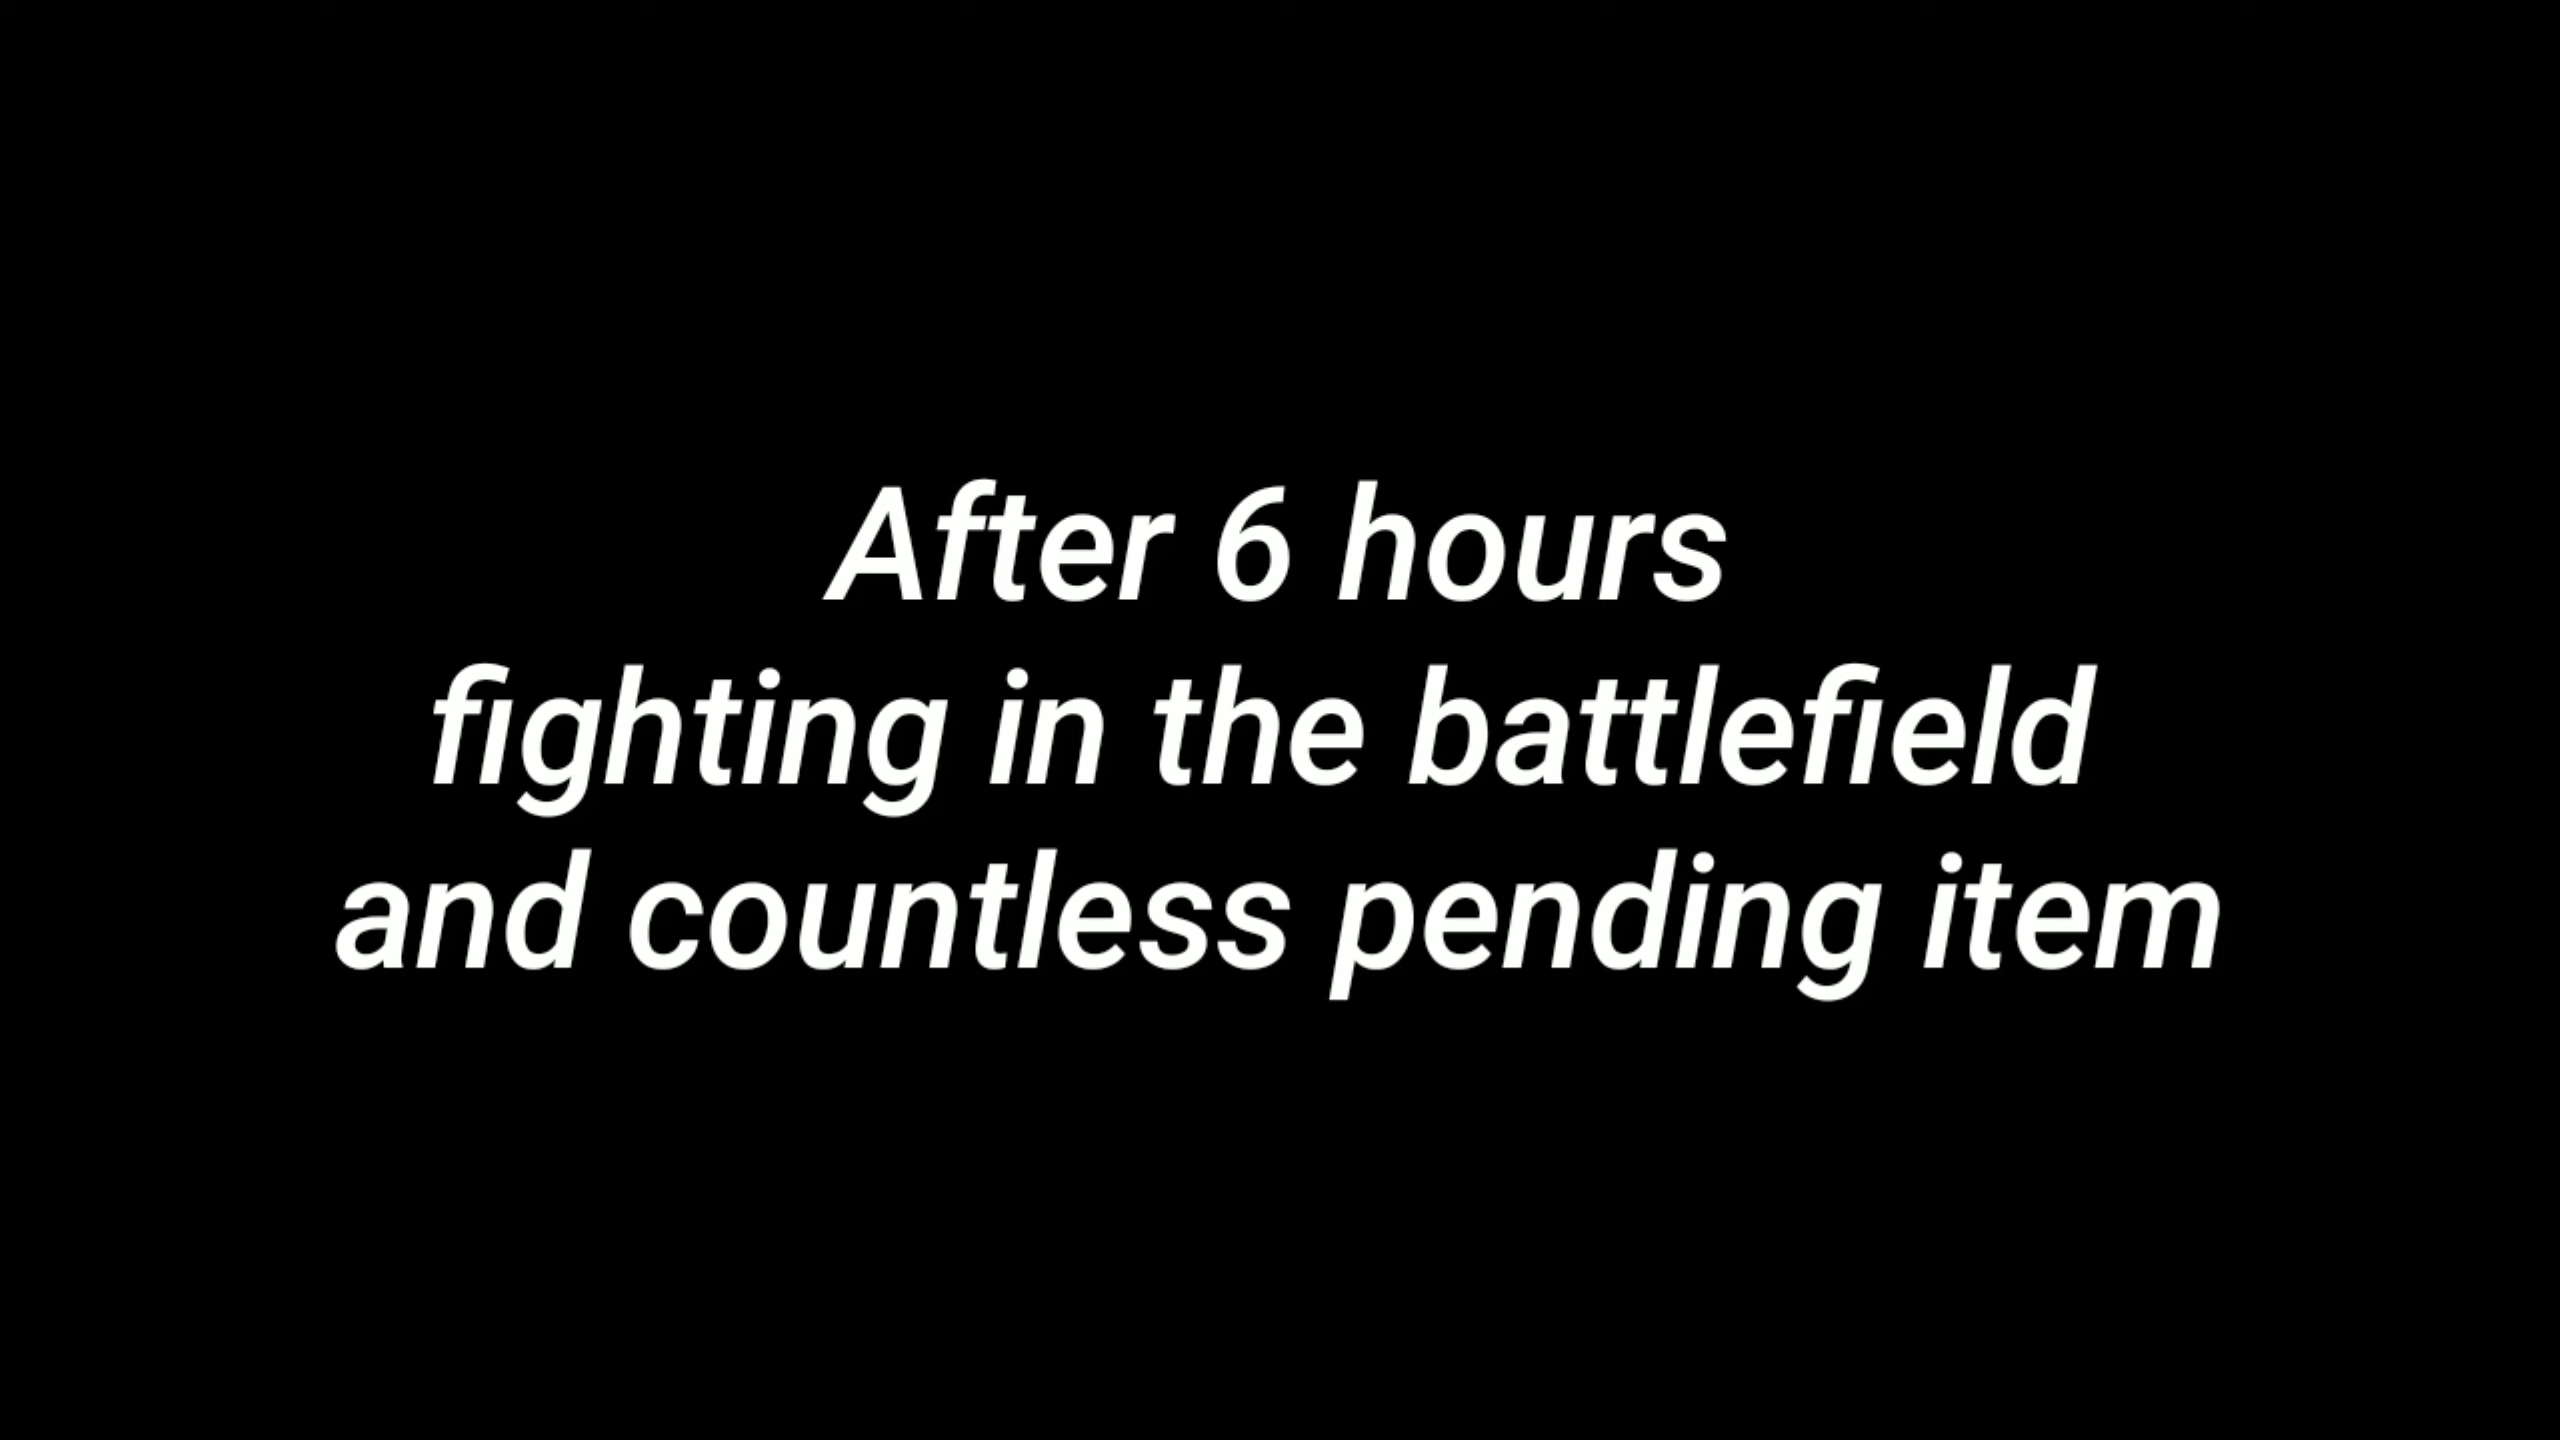 After 6 hours
fighting in the battlefield
and countless pending item